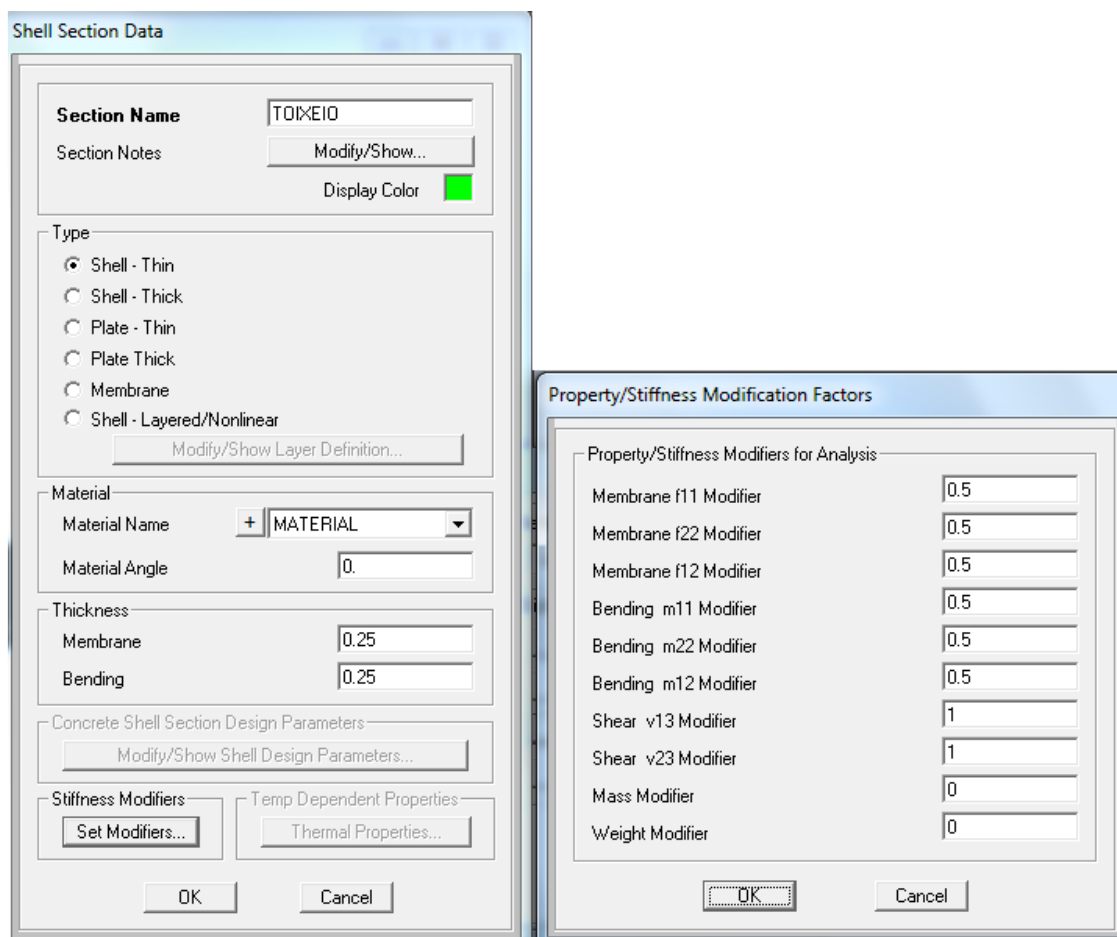 Shell Section Data
Section Name TOIXEIO
Section Notes Modify/Show...
Display Color
Type
Shell - Thin
Shell - Thick
Plate - Thin
Plate Thick
Membrane
Shell - Layered/Nonlinear
Modify/Show Layer Definition...
Material
Material Name + MATERIAL
Material Angle 0.
Thickness
Membrane 0.25
Bending 0.25
Concrete Shell Section Design Parameters
Modify/Show Shell Design Parameters...
Stiffness Modifiers Temp Dependent Properties
Set Modifiers... Thermal Properties...
OK Cancel
Property/Stiffness Modification Factors
Property/Stiffness Modifiers for Analysis
Membrane f11 Modifier 0.5
Membrane f22 Modifier 0.5
Membrane f12 Modifier 0.5
Bending m11 Modifier 0.5
Bending m22 Modifier 0.5
Bending m12 Modifier 0.5
Shear v13 Modifier 1
Shear v23 Modifier 1
Mass Modifier 0
Weight Modifier 0
OK Cancel